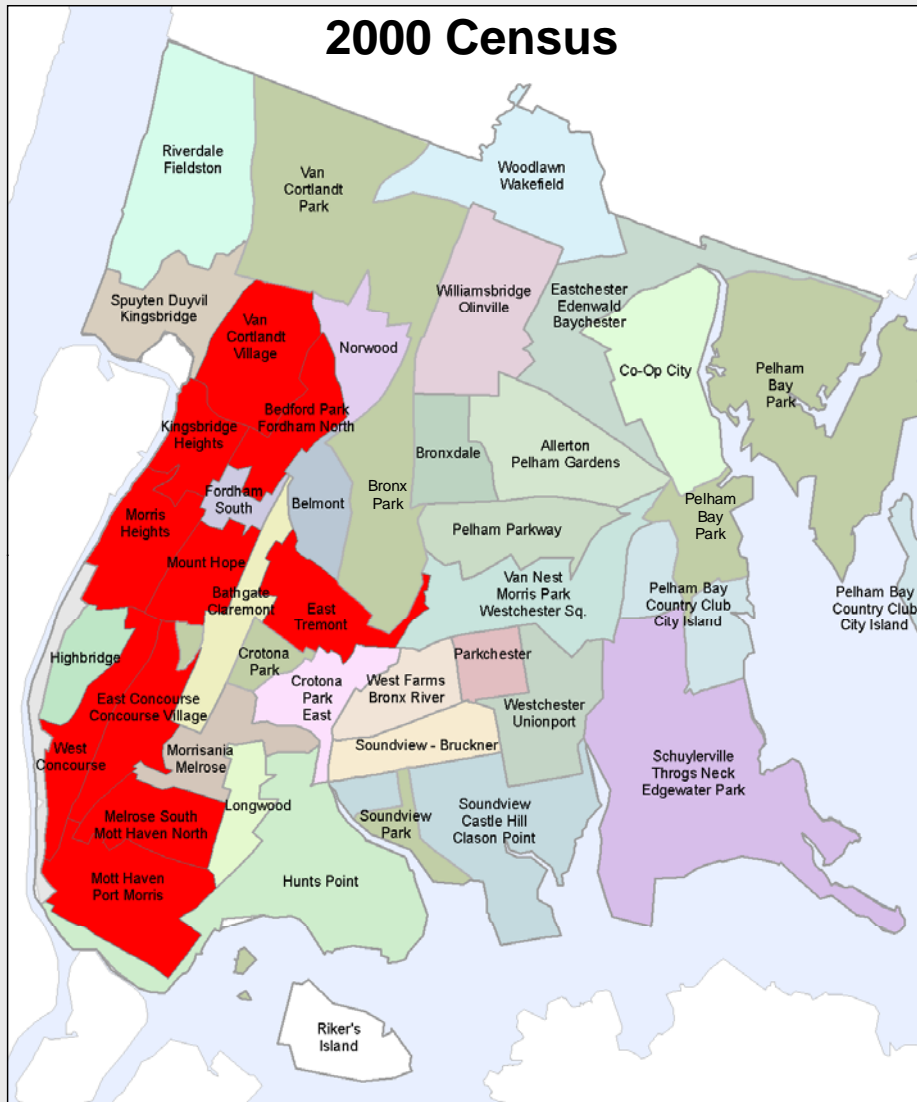 2000 Census
Riverdale
Fieldston
Van
Cortlandt
Park
Woodlawn
Wakefield
Spuyten Duyvil
Kingsbridge
Van
Cortlandt
Village
Norwood
Williamsbridge
Olinville
Eastchester
Edenwald
Baychester
Co-Op City
Pelham
Bay
Park
Kingsbridge
Heights
Bedford Park
Fordham North
Bronxdale
Allerton
Pelham Gardens
Fordham
South
Belmont
Bronx
Park
Pelham
Bay
Park
Morris
Heights
Pelham Parkway
Mount Hope
Bathgate
Claremont
East
Tremont
Van Nest
Morris Park
Westchester Sq.
Pelham Bay
Country Club
City Island
Pelham Bay
Country Club
City Island
Highbridge
Crotona
Park
Crotona
Park
East
West Farms
Bronx River
Parkchester
Westchester
Unionport
East Concourse
Concourse Village
West
Concourse
Morrisania
Melrose
Soundview - Bruckner
Schuylerville
Throgs Neck
Edgewater Park
Melrose South
Mott Haven North
Longwood
Soundview
Park
Soundview
Castle Hill
Clason Point
Mott Haven
Port Morris
Hunts Point
Riker's
Island